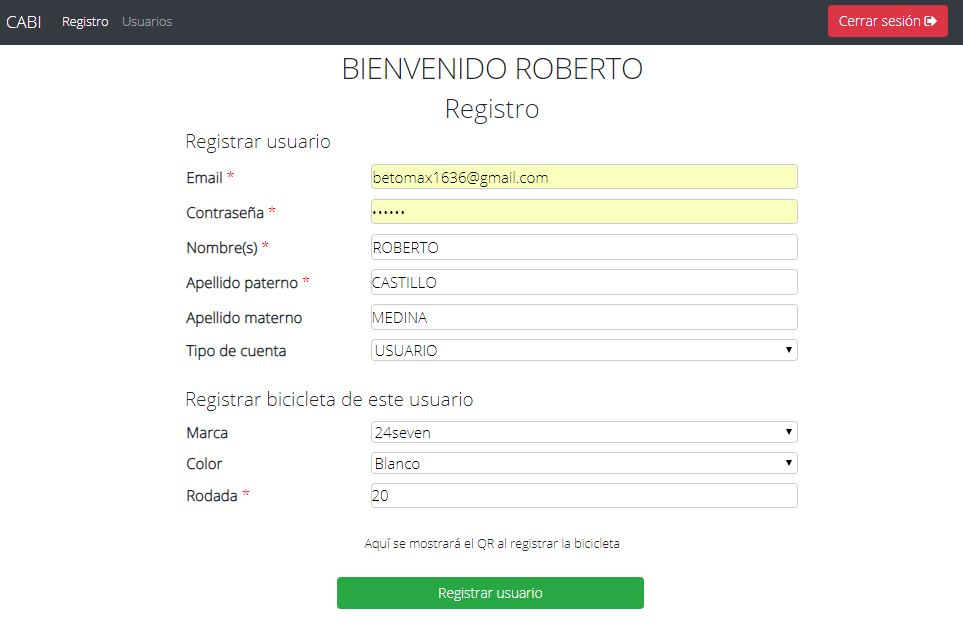 CABI Registro Usuarios Cerrar sesión
BIENVENIDO ROBERTO
Registro
Registrar usuario
Email * betomax1636@gmail.com
Contraseña * ••••••
Nombre(s) * ROBERTO
Apellido paterno * CASTILLO
Apellido materno MEDINA
Tipo de cuenta USUARIO
Registrar bicicleta de este usuario
Marca 24seven
Color Blanco
Rodada * 20
Aquí se mostrará el QR al registrar la bicicleta
Registrar usuario